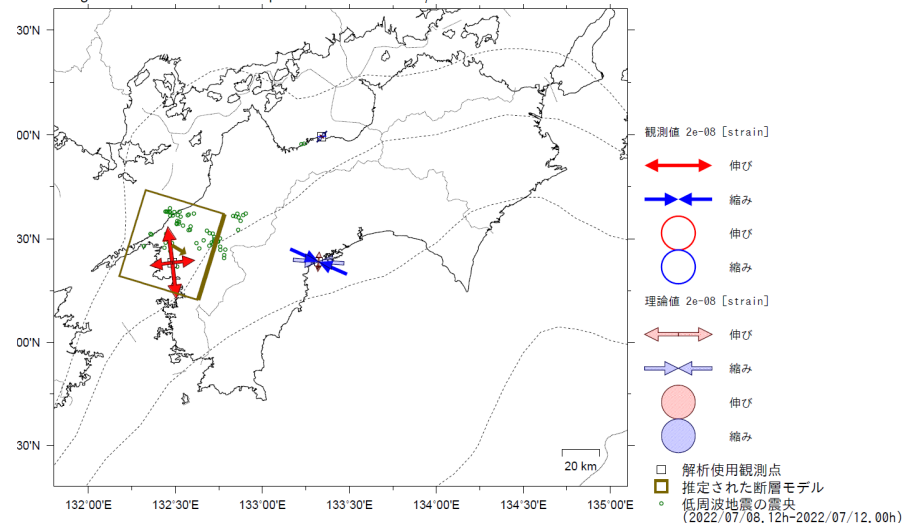 30'N
00'N
30'N
00'N
30'N
132°00'E
132°30'E
133°00'E
133°30'E
134°00'E
134°30'E
135°00'E
20 km
観測値 2e-08 [strain]
伸び
縮み
伸び
縮み
理論値 2e-08 [strain]
伸び
縮み
伸び
縮み
解析使用観測点
推定された断層モデル
低周波地震の震央
(2022/07/08.12h-2022/07/12.00h)